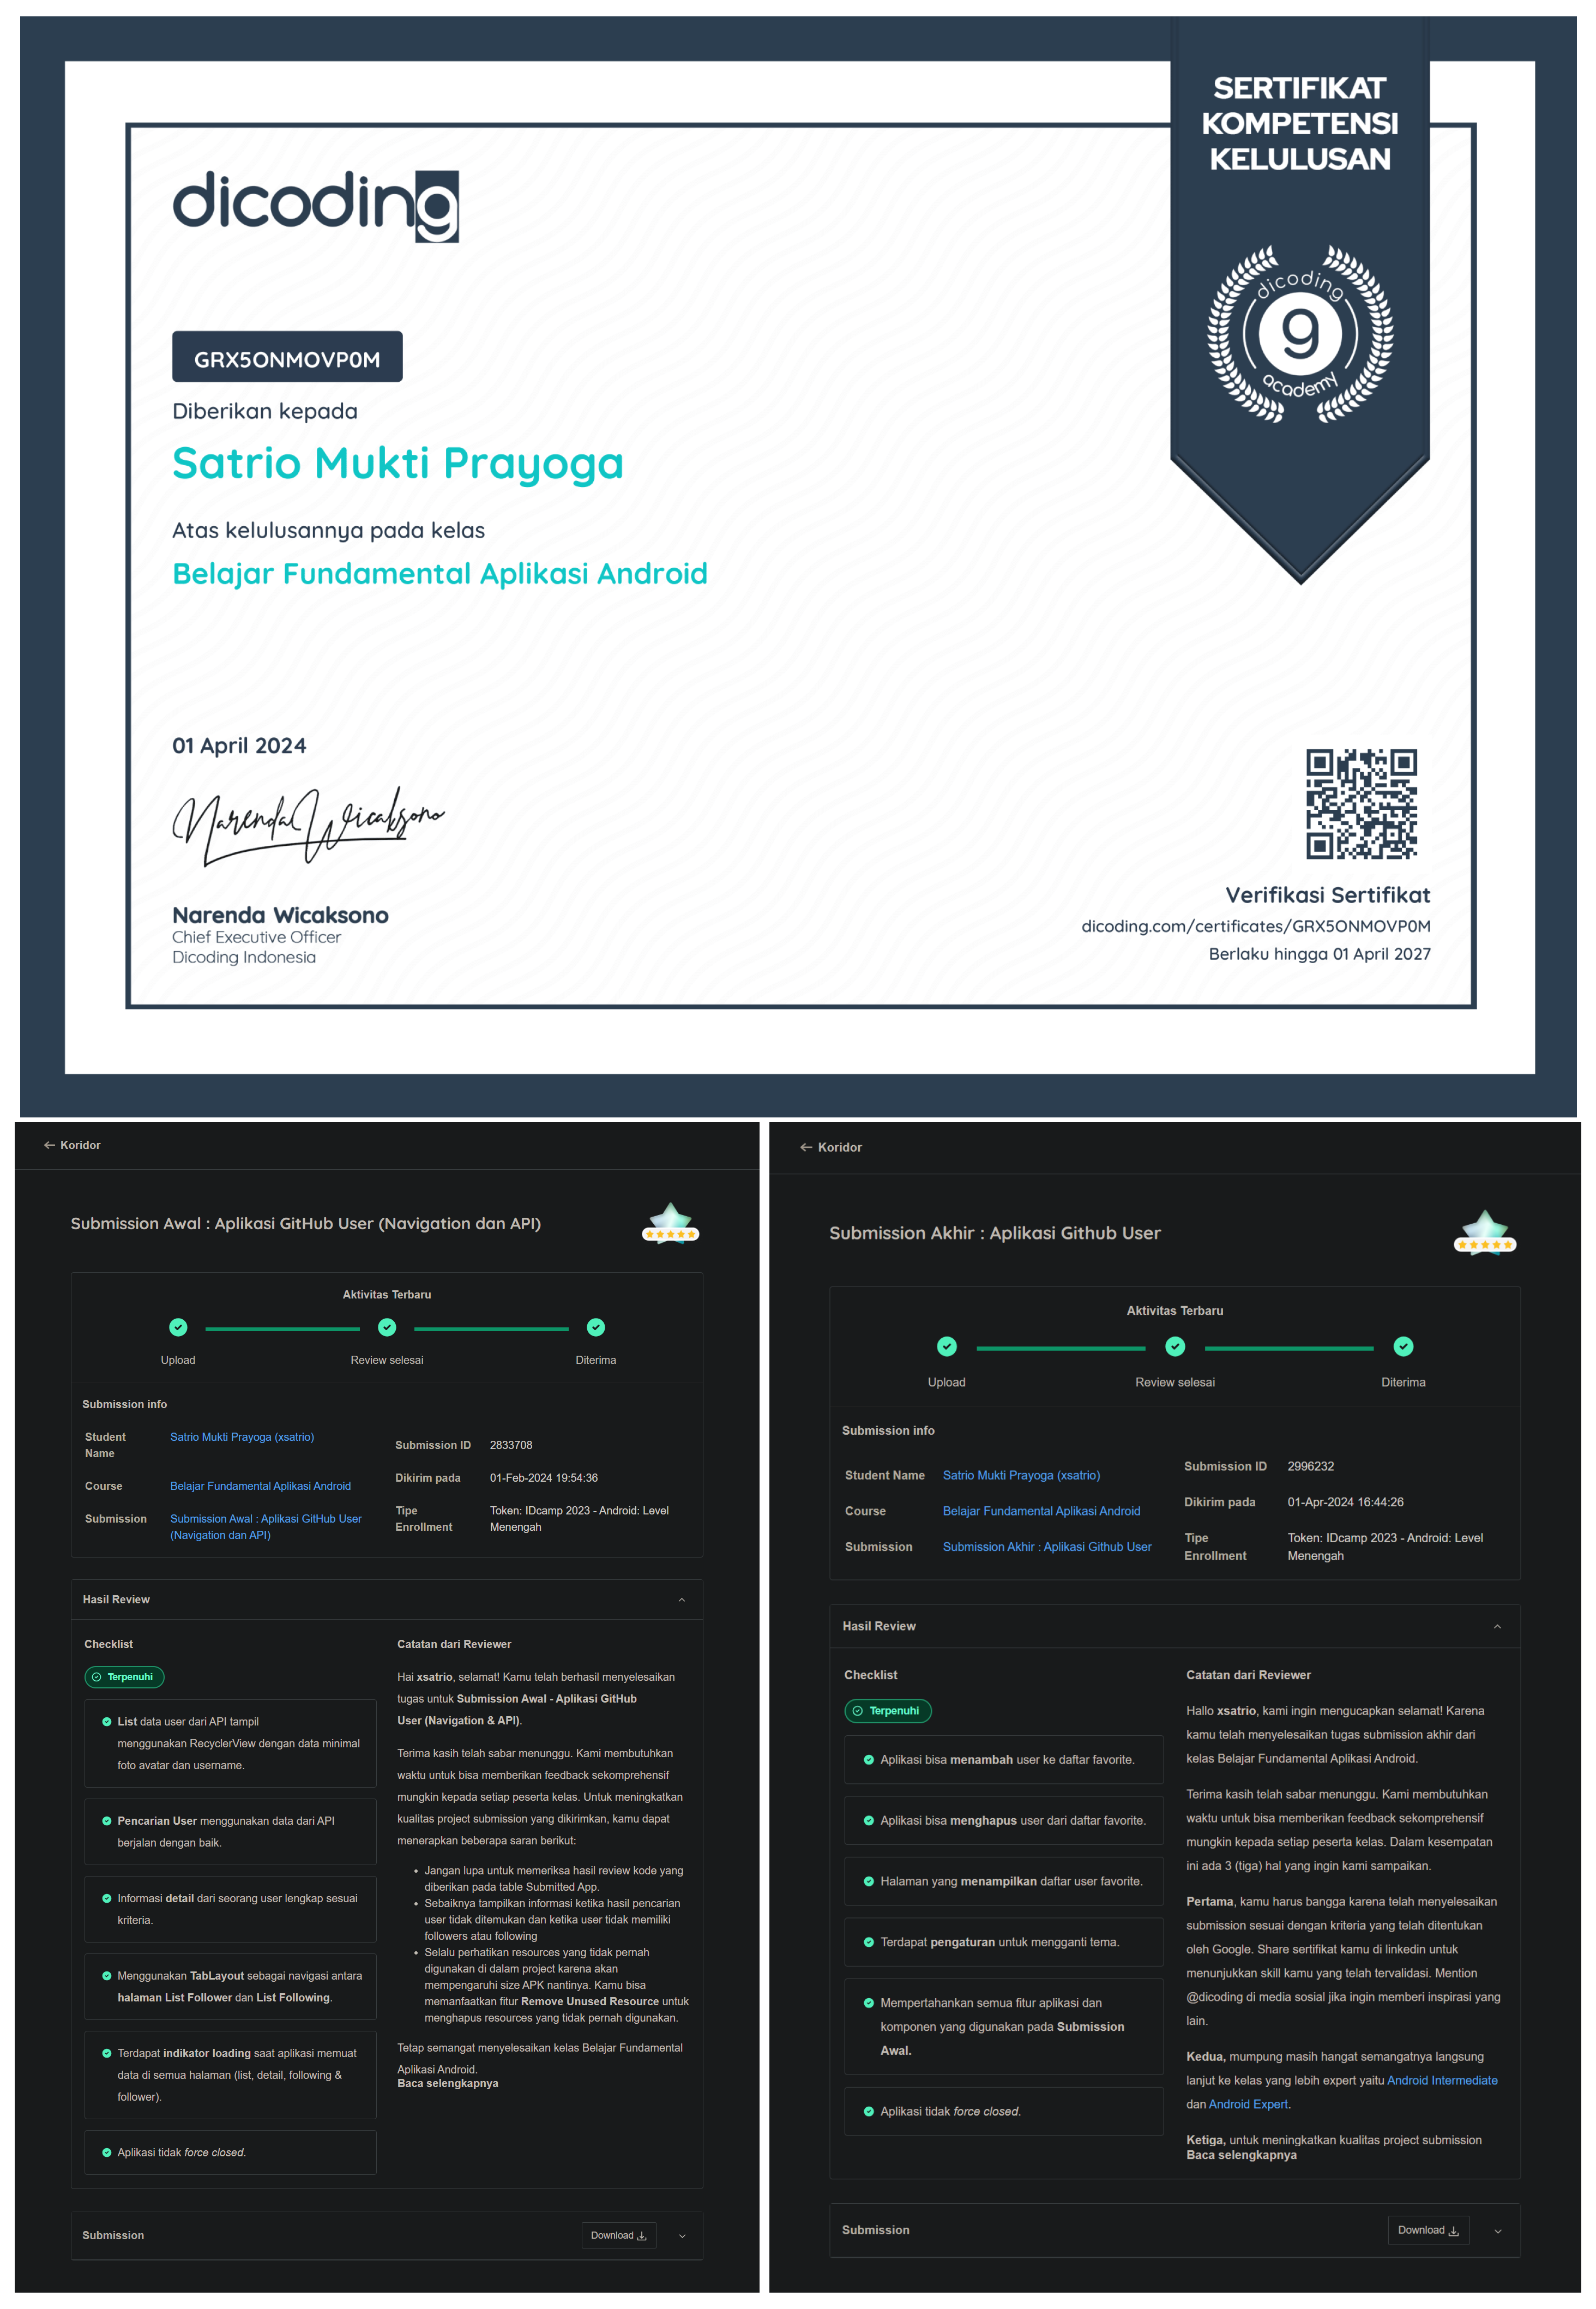 SERTIFIKAT
KOMPETENSI
KELULUSAN
dicoding
dicoding
academy
GRX5ONMOVP0M
Diberikan kepada
Satrio Mukti Prayoga
Atas kelulusannya pada kelas
Belajar Fundamental Aplikasi Android
01 April 2024
Narenda Wicaksono
Narenda Wicaksono
Chief Executive Officer
Dicoding Indonesia
Verifikasi Sertifikat
dicoding.com/certificates/GRX5ONMOVP0M
Berlaku hingga 01 April 2027
Koridor
Submission Awal : Aplikasi GitHub User (Navigation dan API)
Aktivitas Terbaru
Upload
Review selesai
Diterima
Submission info
Student
Name
Satrio Mukti Prayoga (xsatrio)
Course
Belajar Fundamental Aplikasi Android
Submission
Submission Awal : Aplikasi GitHub User
(Navigation dan API)
Submission ID
2833708
Dikirim pada
01-Feb-2024 19:54:36
Tipe
Enrollment
Token: IDcamp 2023 - Android: Level
Menengah
Hasil Review
Checklist
Terpenuhi
List data user dari API tampil
menggunakan RecyclerView dengan data minimal
foto avatar dan username.
Pencarian User menggunakan data dari API
berjalan dengan baik.
Informasi detail dari seorang user lengkap sesuai
kriteria.
Menggunakan TabLayout sebagai navigasi antara
halaman List Follower dan List Following.
Terdapat indikator loading saat aplikasi memuat
data di semua halaman (list, detail, following &
follower).
Aplikasi tidak force closed.
Catatan dari Reviewer
Hai xsatrio, selamat! Kamu telah berhasil menyelesaikan
tugas untuk Submission Awal - Aplikasi GitHub
User (Navigation & API).
Terima kasih telah sabar menunggu. Kami membutuhkan
waktu untuk bisa memberikan feedback sekomprehensif
mungkin kepada setiap peserta kelas. Untuk meningkatkan
kualitas project submission yang dikirimkan, kamu dapat
menerapkan beberapa saran berikut:
• Jangan lupa untuk memeriksa hasil review kode yang
diberikan pada table Submitted App.
• Sebaiknya tampilkan informasi ketika hasil pencarian
user tidak ditemukan dan ketika user tidak memiliki
followers atau following
• Selalu perhatikan resources yang tidak pernah
digunakan di dalam project karena akan
mempengaruhi size APK nantinya. Kamu bisa
memanfaatkan fitur Remove Unused Resource untuk
menghapus resources yang tidak pernah digunakan.
Tetap semangat menyelesaikan kelas Belajar Fundamental
Aplikasi Android.
Baca selengkapnya
Submission
Download
Koridor
Submission Akhir : Aplikasi Github User
Aktivitas Terbaru
Upload
Review selesai
Diterima
Submission info
Student Name
Satrio Mukti Prayoga (xsatrio)
Course
Belajar Fundamental Aplikasi Android
Submission
Submission Akhir : Aplikasi Github User
Submission ID
2996232
Dikirim pada
01-Apr-2024 16:44:26
Tipe
Enrollment
Token: IDcamp 2023 - Android: Level
Menengah
Hasil Review
Checklist
Terpenuhi
Aplikasi bisa menambah user ke daftar favorite.
Aplikasi bisa menghapus user dari daftar favorite.
Halaman yang menampilkan daftar user favorite.
Terdapat pengaturan untuk mengganti tema.
Mempertahankan semua fitur aplikasi dan
komponen yang digunakan pada Submission
Awal.
Aplikasi tidak force closed.
Catatan dari Reviewer
Hallo xsatrio, kami ingin mengucapkan selamat! Karena
kamu telah menyelesaikan tugas submission akhir dari
kelas Belajar Fundamental Aplikasi Android.
Terima kasih telah sabar menunggu. Kami membutuhkan
waktu untuk bisa memberikan feedback sekomprehensif
mungkin kepada setiap peserta kelas. Dalam kesempatan
ini ada 3 (tiga) hal yang ingin kami sampaikan.
Pertama, kamu harus bangga karena telah menyelesaikan
submission sesuai dengan kriteria yang telah ditentukan
oleh Google. Share sertifikat kamu di linkedin untuk
menunjukkan skill kamu yang telah tervalidasi. Mention
@dicoding di media sosial jika ingin memberi inspirasi yang
lain.
Kedua, mumpung masih hangat semangatnya langsung
lanjut ke kelas yang lebih expert yaitu Android Intermediate
dan Android Expert.
Ketiga, untuk meningkatkan kualitas project submission
Baca selengkapnya
Submission
Download